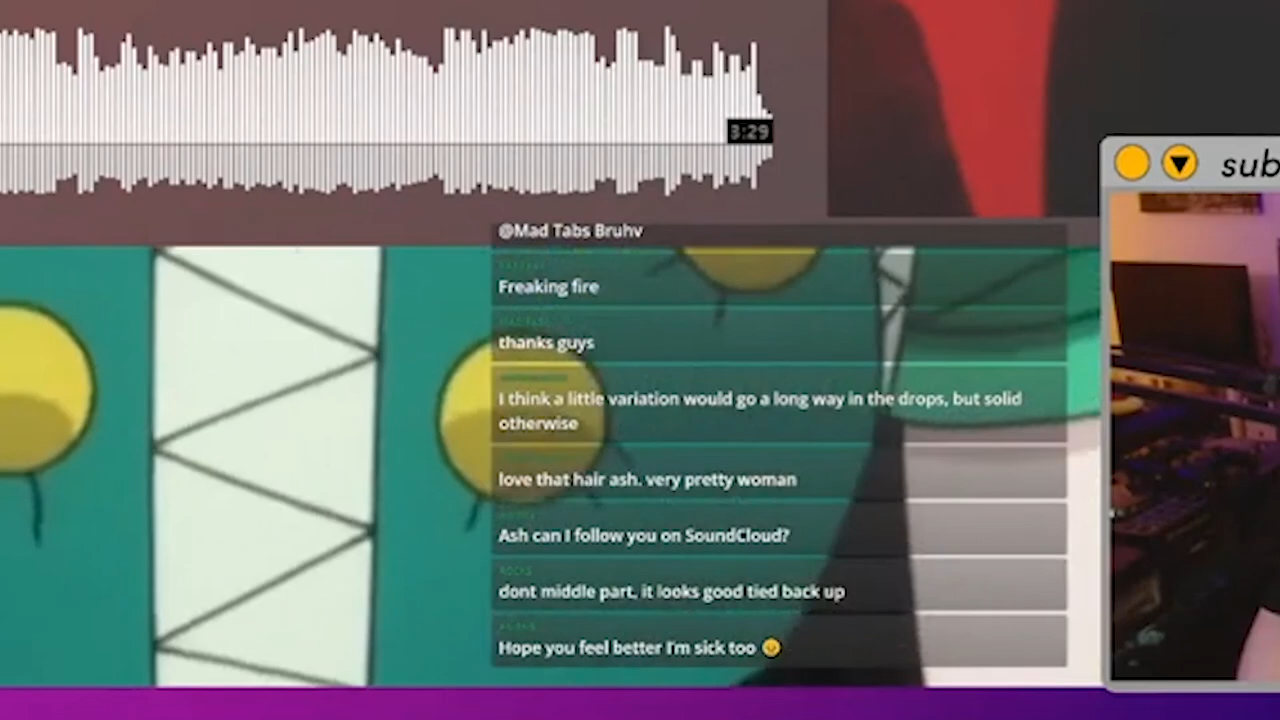 3:29
sub
@Mad Tabs Bruhv
Freaking fire
thanks guys
I think a little variation would go a long way in the drops, but solid
otherwise
love that hair ash. very pretty woman
Ash can I follow you on SoundCloud?
dont middle part, it looks good tied back up
Hope you feel better I'm sick too